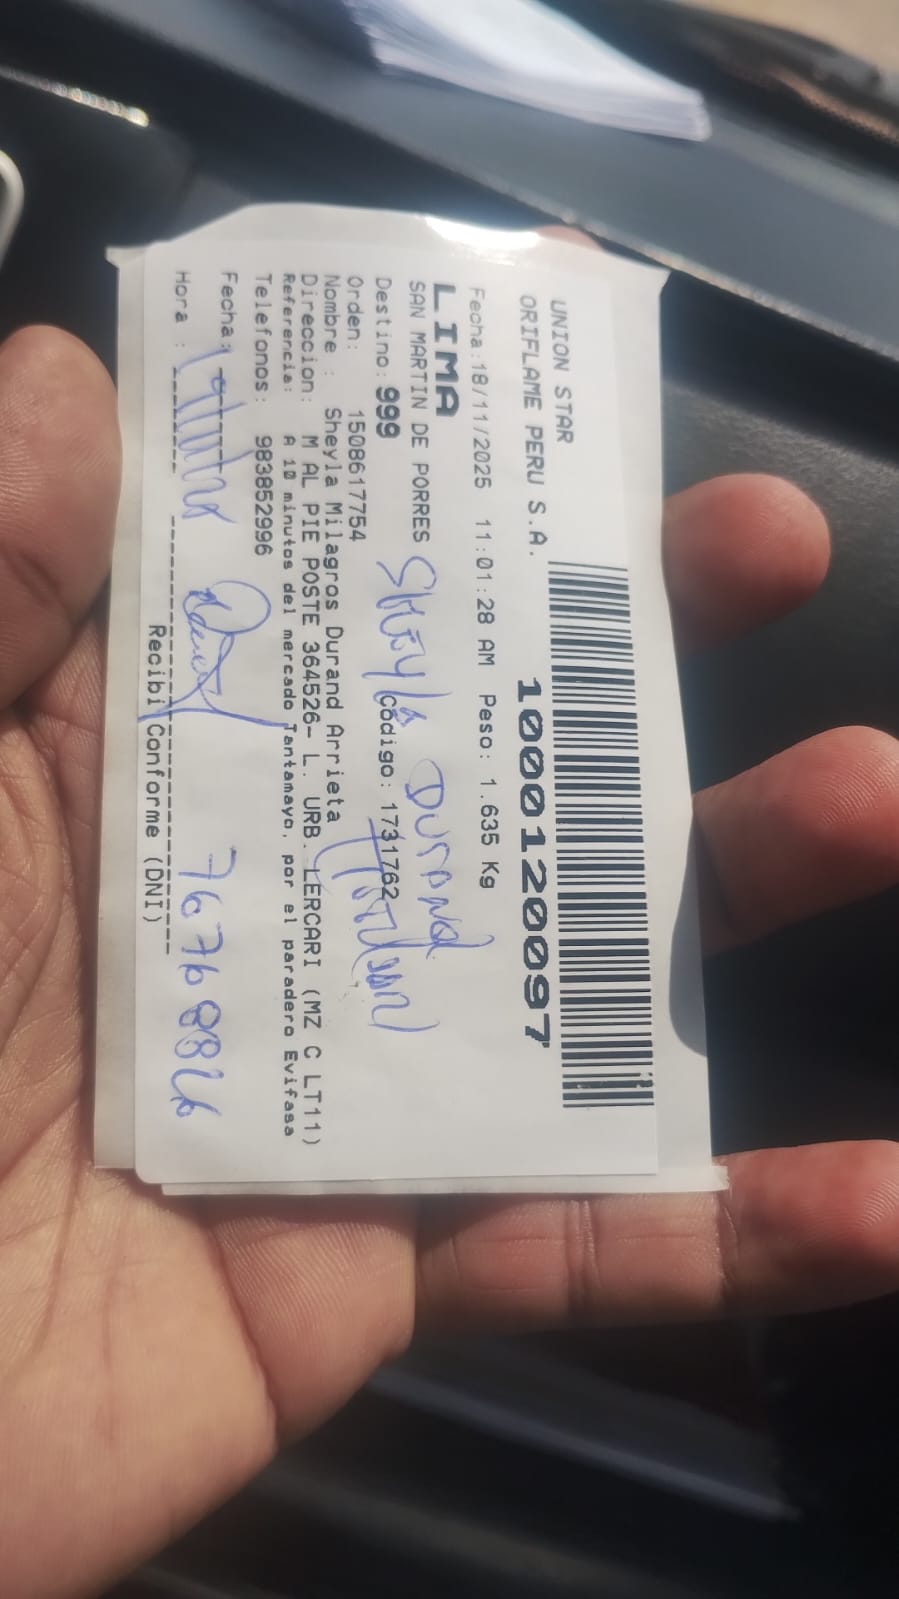 UNION STAR
ORIFLAME PERU S.A.
1000120097
Fecha:18/11/2025 11:01:28 AM Peso: 1.635 Kg
LIMA
SAN MARTIN DE PORRES
Sheyla Durand
Destino: 999 Código: 1731762
Orden: 1508617754
Nombre : Sheyla Milagros Durand Arrieta
Direccion: M AL PIE POSTE 364526- L. URB. LERCARI (MZ C LT11)
Referencia: A 10 minutos del mercado Tantamayo, por el paradero Evifasa
Telefonos: 983852996
Fecha:
76768826
Hora :
Recibi Conforme (DNI)